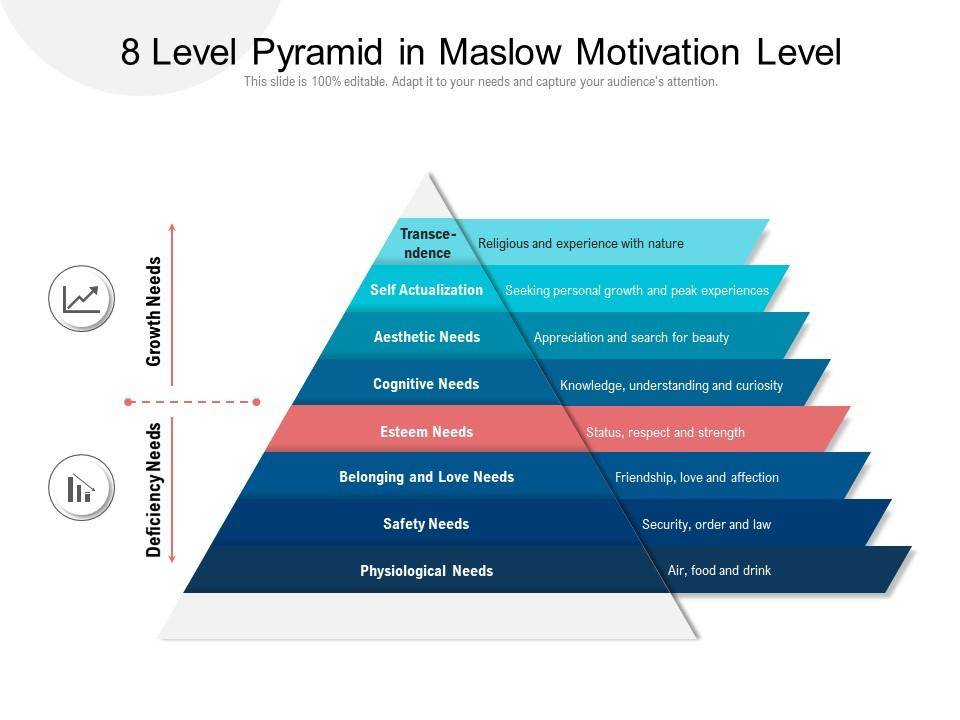 8 Level Pyramid in Maslow Motivation Level
This slide is 100% editable. Adapt it to your needs and capture your audience's attention.
Growth Needs
Deficiency Needs
Transce-
ndence
Religious and experience with nature
Self Actualization
Seeking personal growth and peak experiences
Aesthetic Needs
Appreciation and search for beauty
Cognitive Needs
Knowledge, understanding and curiosity
Esteem Needs
Status, respect and strength
Belonging and Love Needs
Friendship, love and affection
Safety Needs
Security, order and law
Physiological Needs
Air, food and drink